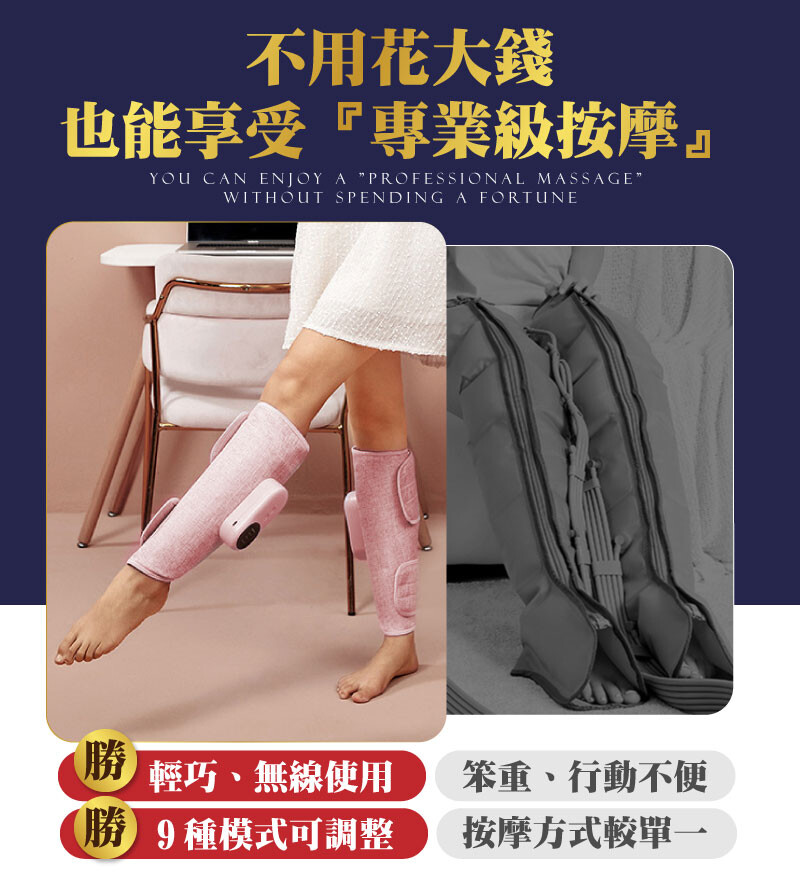 不用花大錢
也能享受『專業級按摩』
YOU CAN ENJOY A "PROFESSIONAL MASSAGE"
WITHOUT SPENDING A FORTUNE
勝 輕巧、無線使用
笨重、行動不便
勝 9種模式可調整
按摩方式較單一